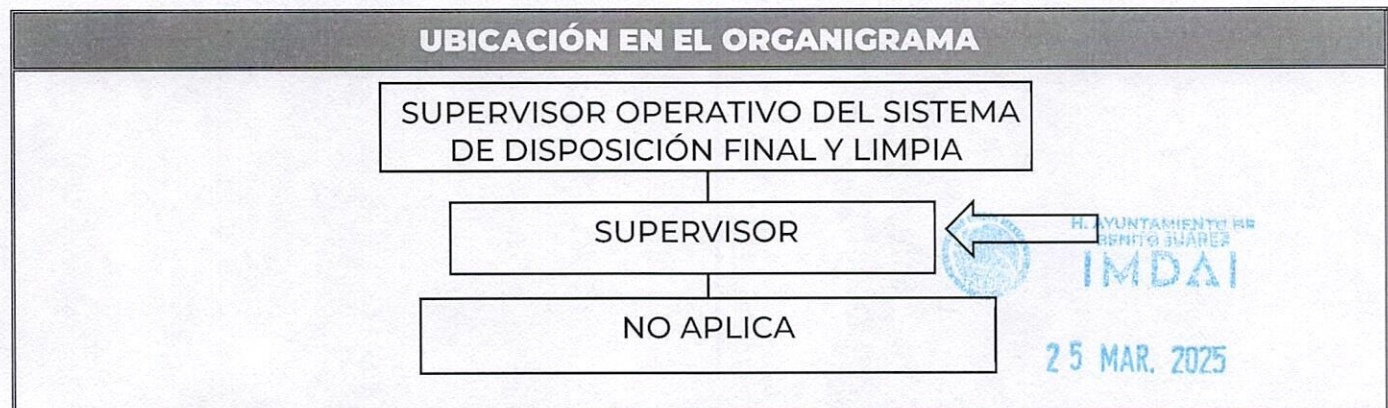 UBICACIÓN EN EL ORGANIGRAMA
SUPERVISOR OPERATIVO DEL SISTEMA
DE DISPOSICIÓN FINAL Y LIMPIA
SUPERVISOR
H. AYUNTAMIENTO DE
BENITO JUÁREZ
IMDAI
NO APLICA
25 MAR. 2025